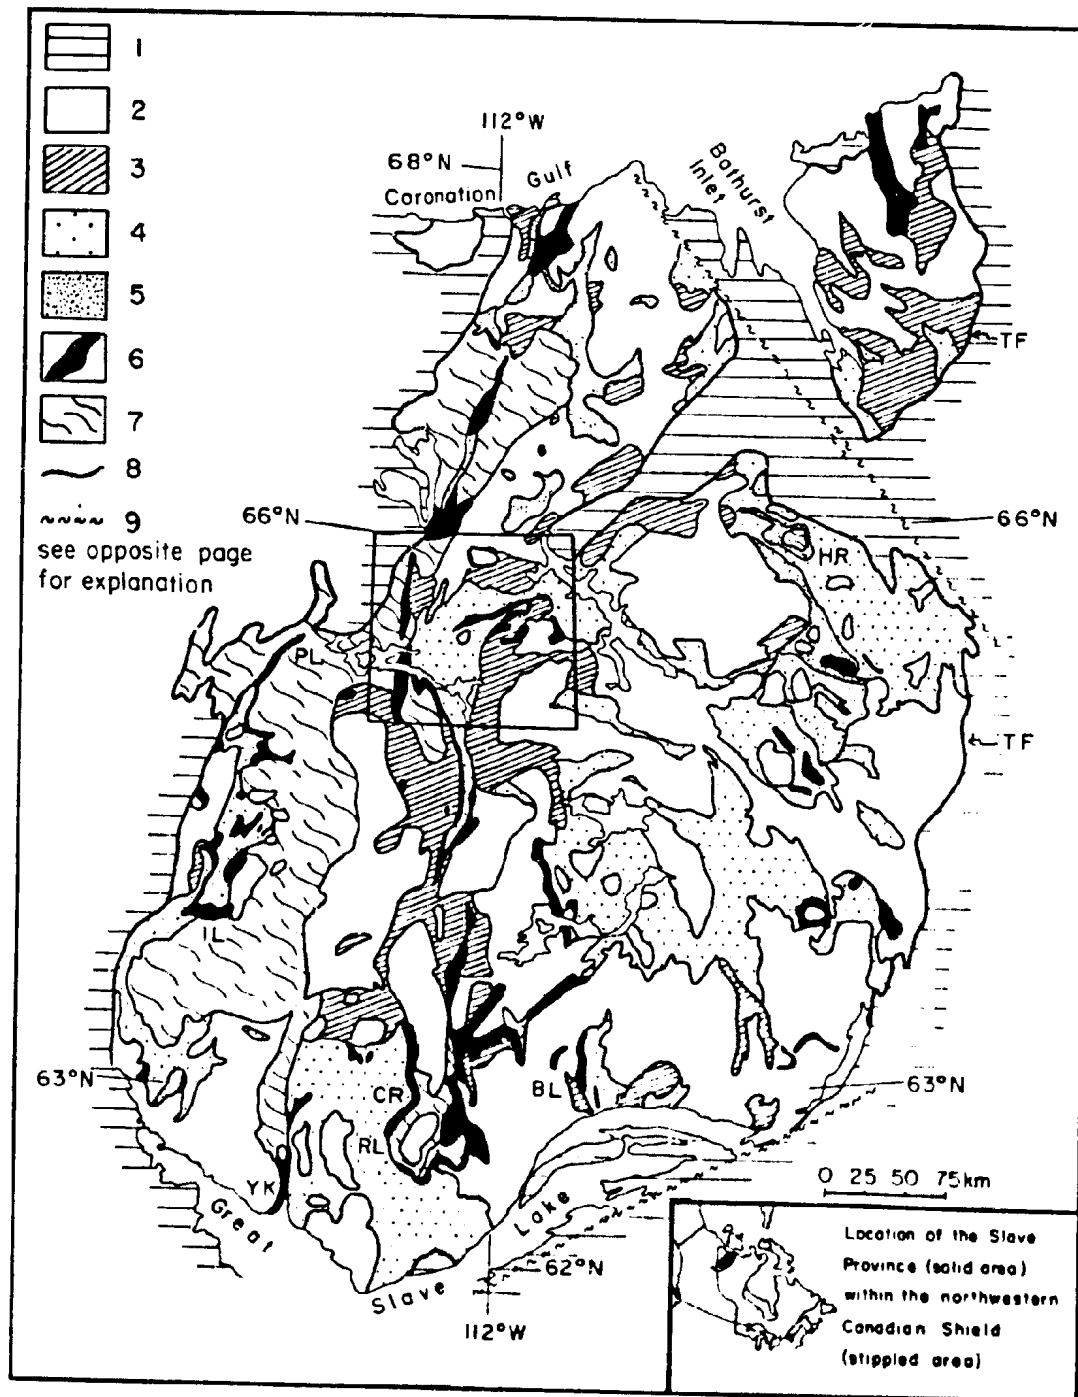 1
2
3
4
5
6
7
8
9
see opposite page
for explanation
112°W
68°N
Coronation Gulf
Bathurst
Inlet
TF
66°N
66°N
HR
PL
TF
IL
63°N
CR
BL
63°N
RL
YK
0 25 50 75km
Great
Slave
Lake
62°N
112°W
Location of the Slave
Province (solid area)
within the northwestern
Canadian Shield
(stippled area)